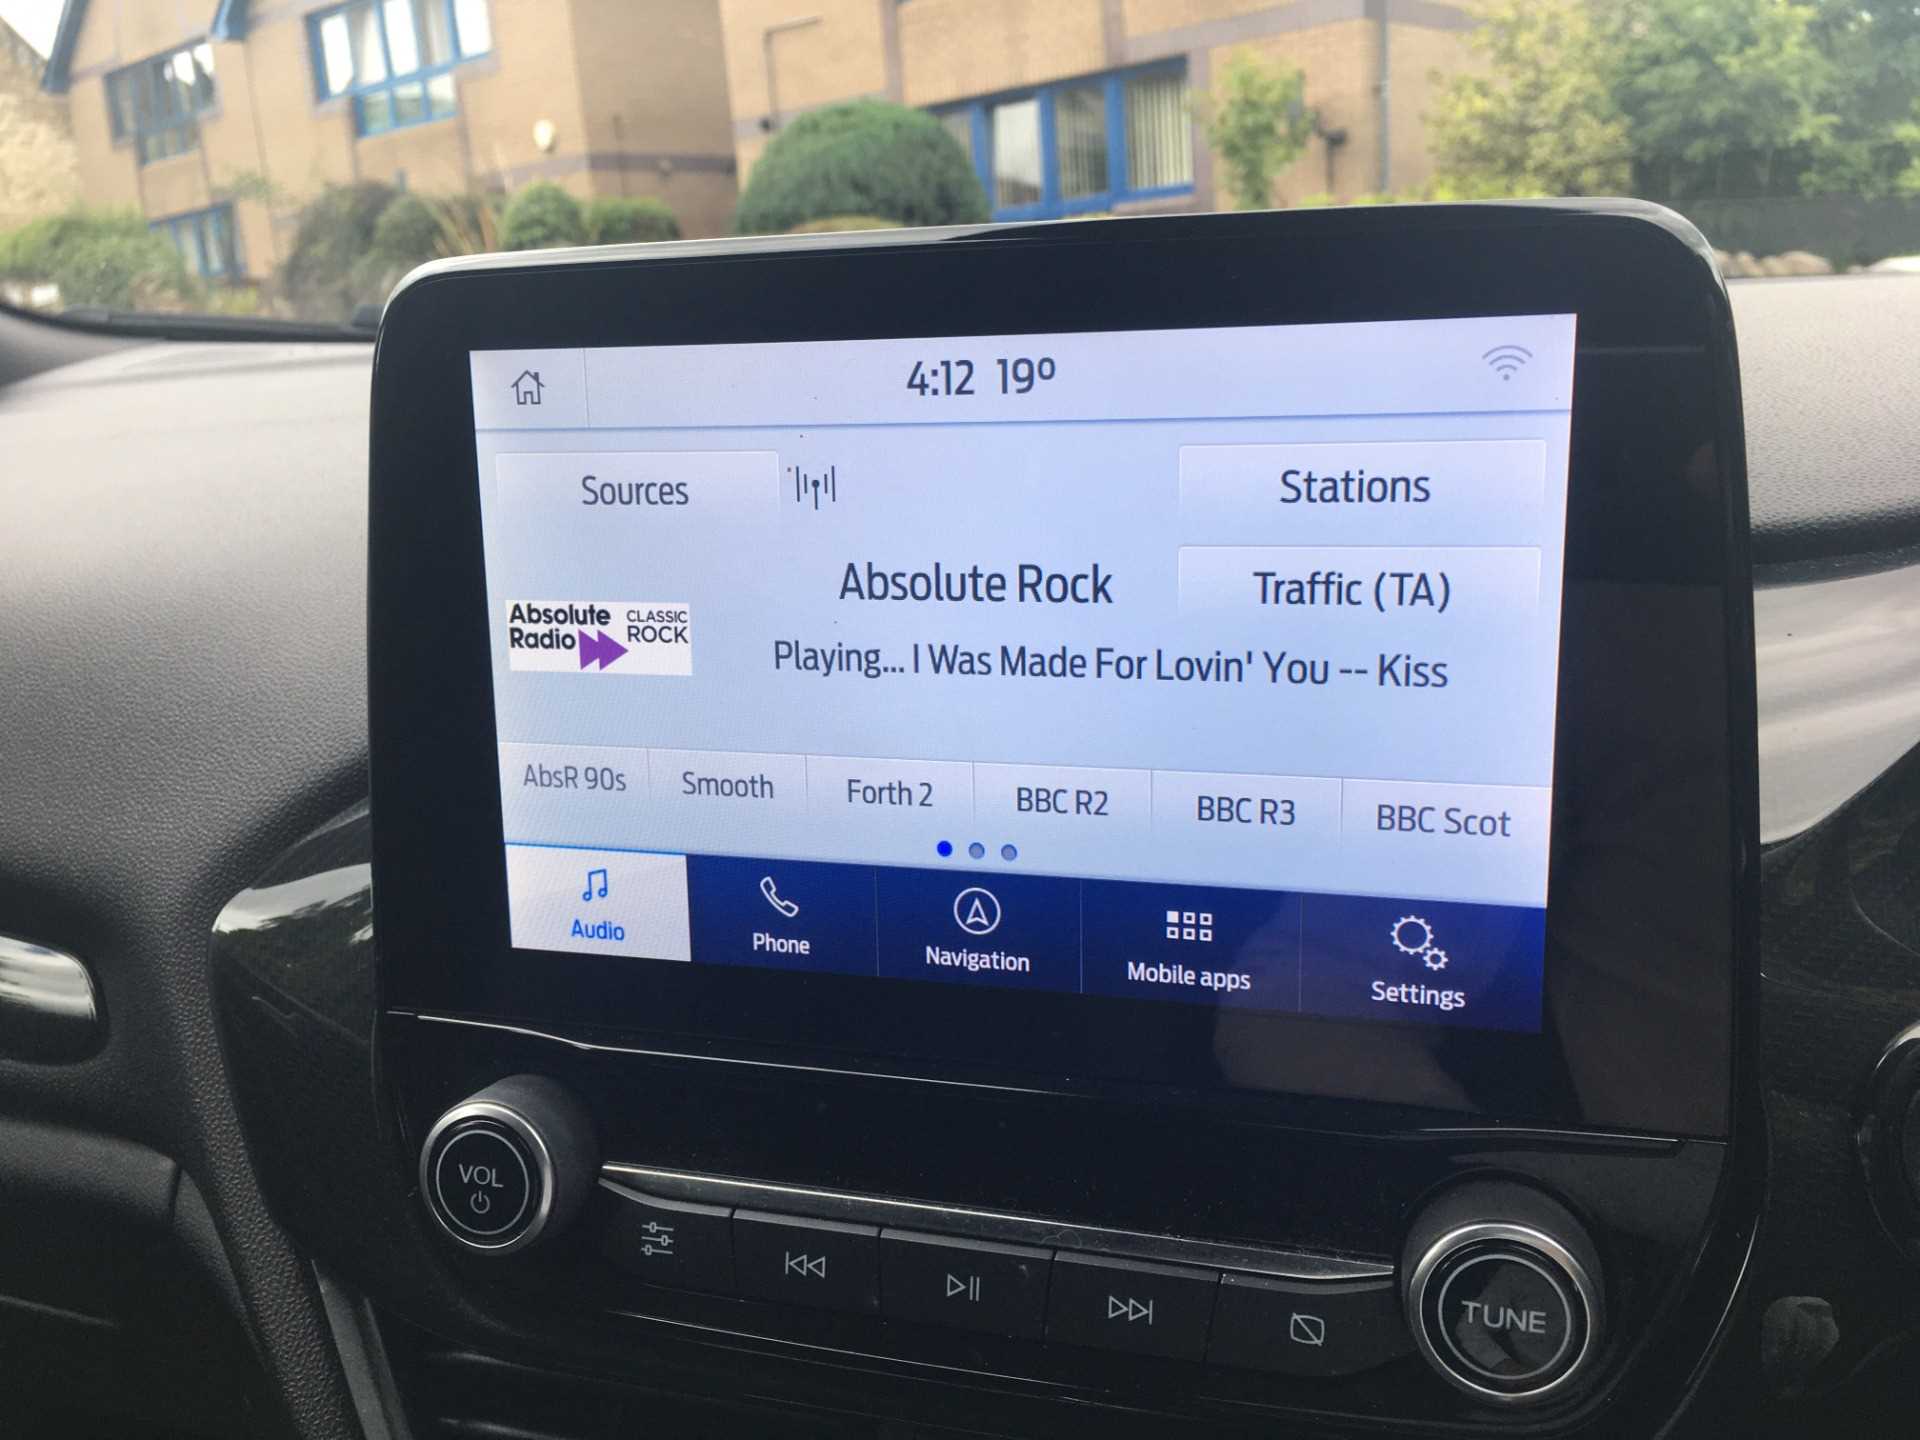 4:12 19º
Sources
Stations
Absolute Rock
Traffic (TA)
Absolute
Radio
CLASSIC
ROCK
Playing... I Was Made For Lovin' You -- Kiss
AbsR 90s
Smooth
Forth 2
BBC R2
BBC R3
BBC Scot
Audio
Phone
Navigation
Mobile apps
Settings
VOL
TUNE